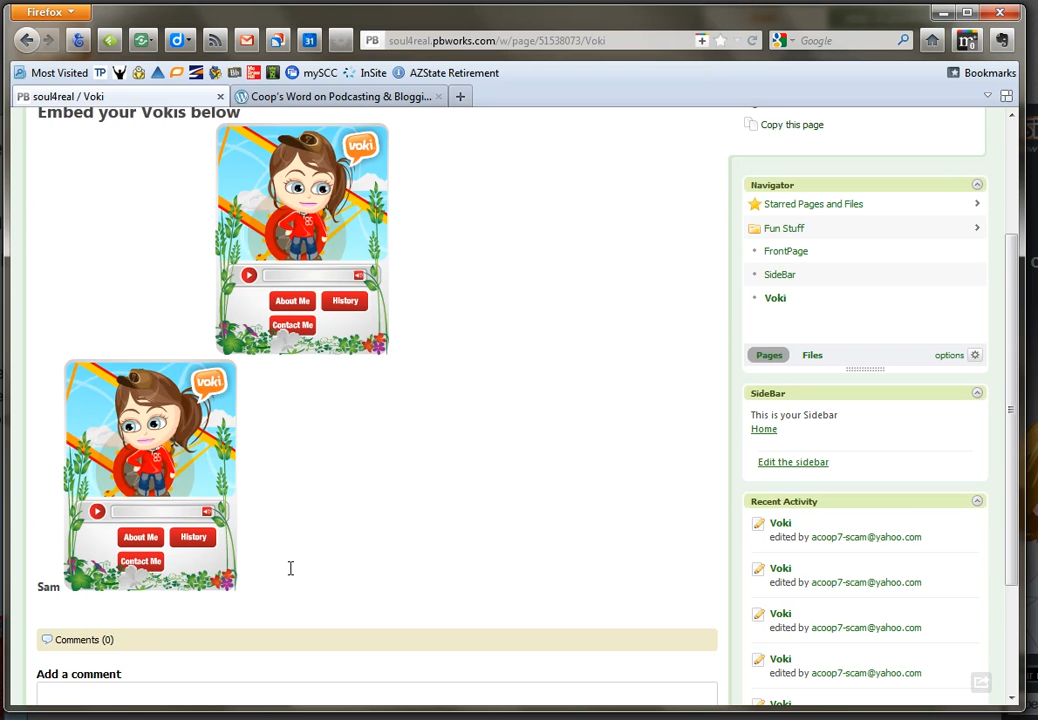 Firefox
PB soul4real.pbworks.com/w/page/51538073/Voki
Google
Most Visited TP mySCC InSite AZState Retirement Bookmarks
PB soul4real / Voki
Coop's Word on Podcasting & Bloggi...
Embed your Vokis below
voki
About Me History
Contact Me
voki
About Me History
Contact Me
Sam
Comments (0)
Add a comment
Copy this page
Navigator
Starred Pages and Files
Fun Stuff
FrontPage
SideBar
Voki
Pages Files options
SideBar
This is your Sidebar
Home
Edit the sidebar
Recent Activity
Voki
edited by acoop7-scam@yahoo.com
Voki
edited by acoop7-scam@yahoo.com
Voki
edited by acoop7-scam@yahoo.com
Voki
edited by acoop7-scam@yahoo.com
Voki